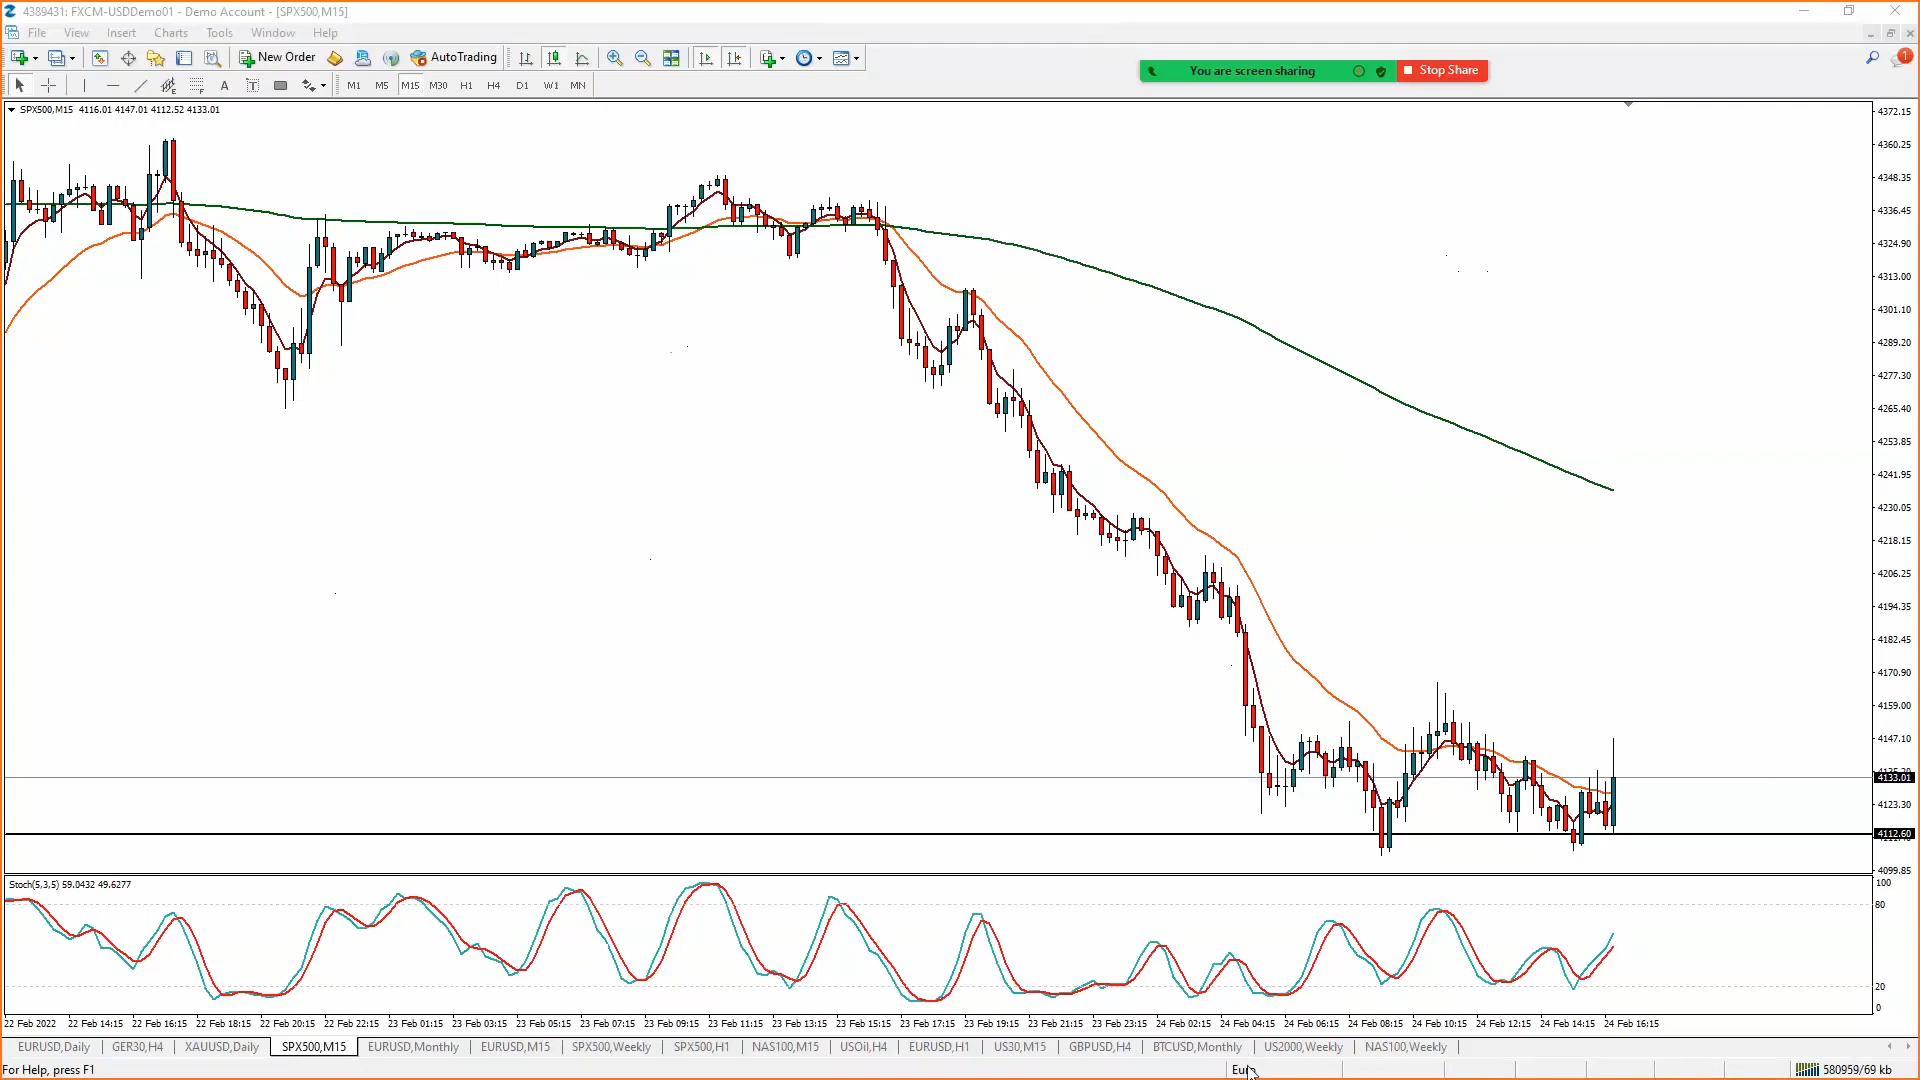 4389431: FXCM-USDDemo01 - Demo Account - [SPX500,M15]
File View Insert Charts Tools Window Help
New Order AutoTrading
You are screen sharing Stop Share
1
A T M1 M5 M15 M30 H1 H4 D1 W1 MN
SPX500,M15 4116.01 4147.01 4112.52 4133.01
4372.15
4360.25
4348.35
4336.45
4324.90
4313.00
4301.10
4289.20
4277.30
4265.40
4253.85
4241.95
4230.05
4218.15
4206.25
4194.35
4182.45
4170.90
4159.00
4147.10
4133.01
4123.30
4112.60
4099.85
Stoch(5,3,5) 59.0432 49.6277
100
80
20
0
22 Feb 2022 22 Feb 14:15 22 Feb 16:15 22 Feb 18:15 22 Feb 20:15 22 Feb 22:15 23 Feb 01:15 23 Feb 03:15 23 Feb 05:15 23 Feb 07:15 23 Feb 09:15 23 Feb 11:15 23 Feb 13:15 23 Feb 15:15 23 Feb 17:15 23 Feb 19:15 23 Feb 21:15 23 Feb 23:15 24 Feb 02:15 24 Feb 04:15 24 Feb 06:15 24 Feb 08:15 24 Feb 10:15 24 Feb 12:15 24 Feb 14:15 24 Feb 16:15
EURUSD,Daily GER30,H4 XAUUSD,Daily SPX500,M15 EURUSD,Monthly EURUSD,M15 SPX500,Weekly SPX500,H1 NAS100,M15 USOil,H4 EURUSD,H1 US30,M15 GBPUSD,H4 BTCUSD,Monthly US2000,Weekly NAS100,Weekly
For Help, press F1 580959/69 kb